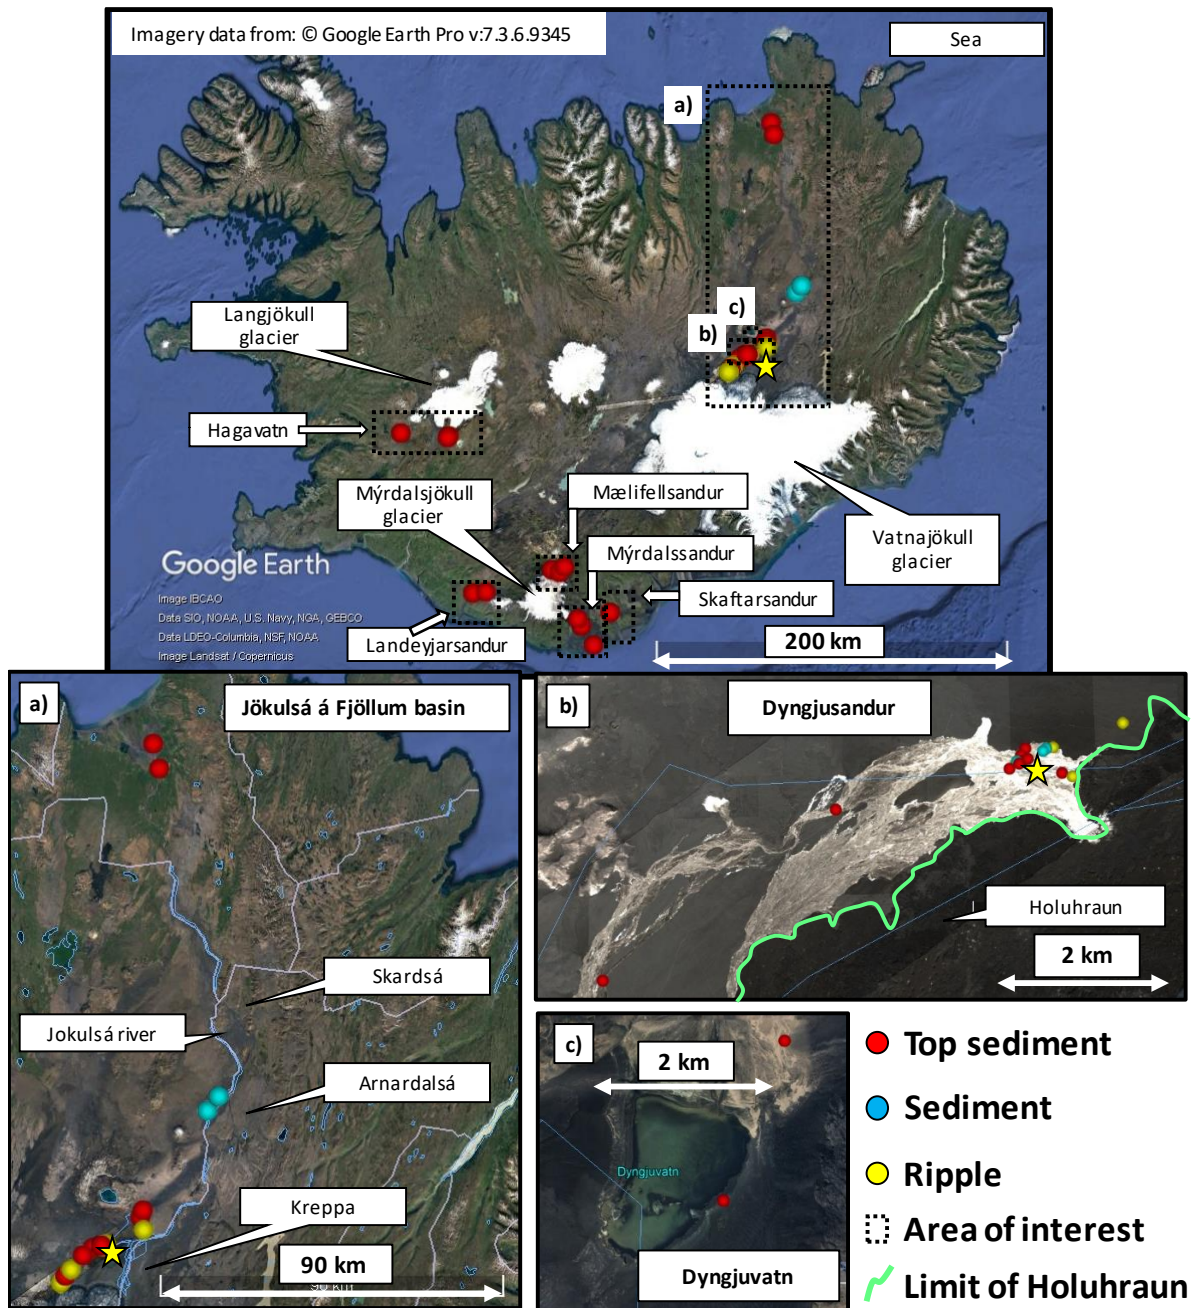 Imagery data from: © Google Earth Pro v:7.3.6.9345
Sea
a)
c)
b)
Langjökull
glacier
Hagavatn
Mýrdalsjökull
glacier
Mælifellsandur
Mýrdalssandur
Vatnajökull
glacier
Skaftarsandur
Landeyjarsandur
Google Earth
Image IBCAO
Data SIO, NOAA, U.S. Navy, NGA, GEBCO
Data LDEO-Columbia, NSF, NOAA
Image Landsat / Copernicus
200 km
a)
Jökulsá á Fjöllum basin
Skardsá
Jokulsá river
Arnardalsá
Kreppa
90 km
90 km
b)
Dyngjusandur
Holuhraun
2 km
c)
2 km
Dyngjuvatn
Dyngjuvatn
Top sediment
Sediment
Ripple
Area of interest
Limit of Holuhraun